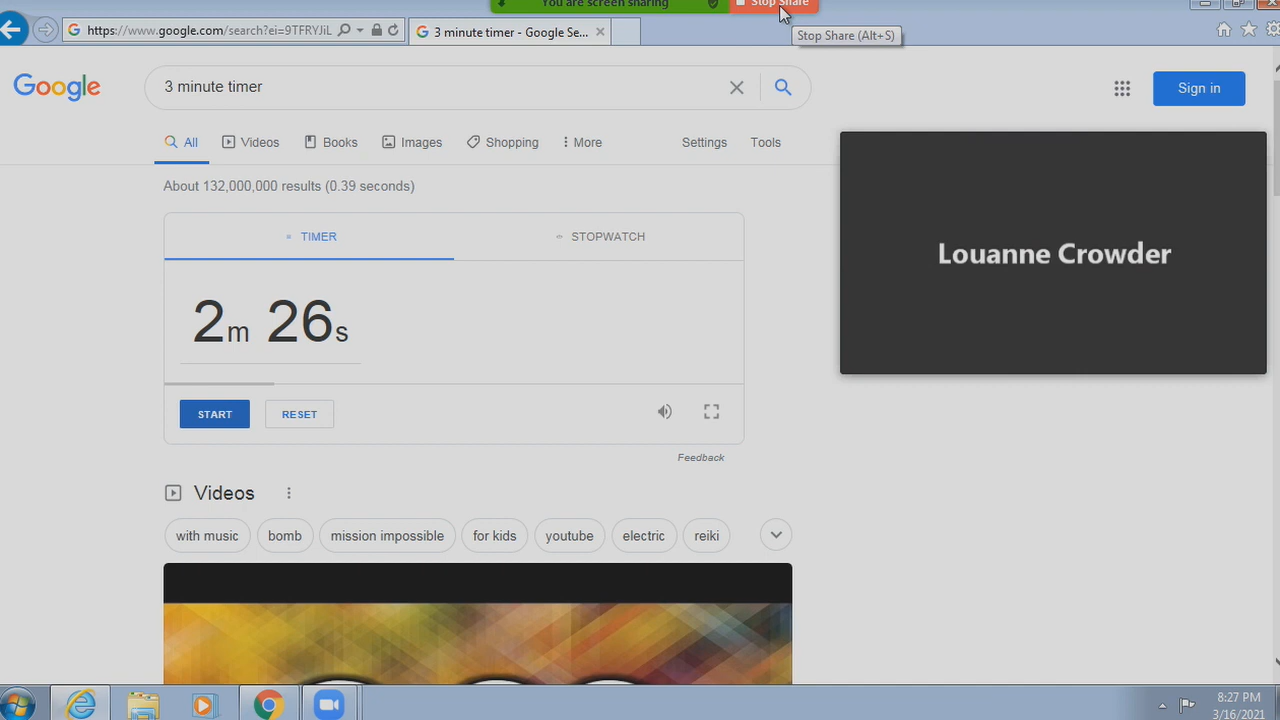 You are screen sharing
Stop Share
https://www.google.com/search?ei=9TFRYJiL
3 minute timer - Google Se...
Stop Share (Alt+S)
Google
3 minute timer
Sign in
All
Videos
Books
Images
Shopping
More
Settings
Tools
About 132,000,000 results (0.39 seconds)
TIMER
STOPWATCH
Louanne Crowder
2m 26s
START
RESET
Feedback
Videos
with music
bomb
mission impossible
for kids
youtube
electric
reiki
8:27 PM
3/16/2021